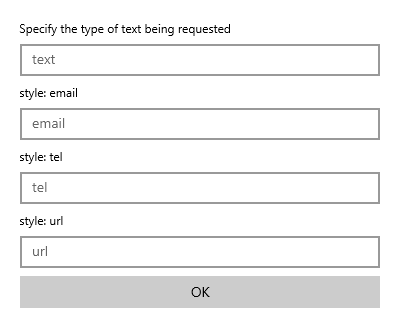 Specify the type of text being requested
text
style: email
email
style: tel
tel
style: url
url
OK